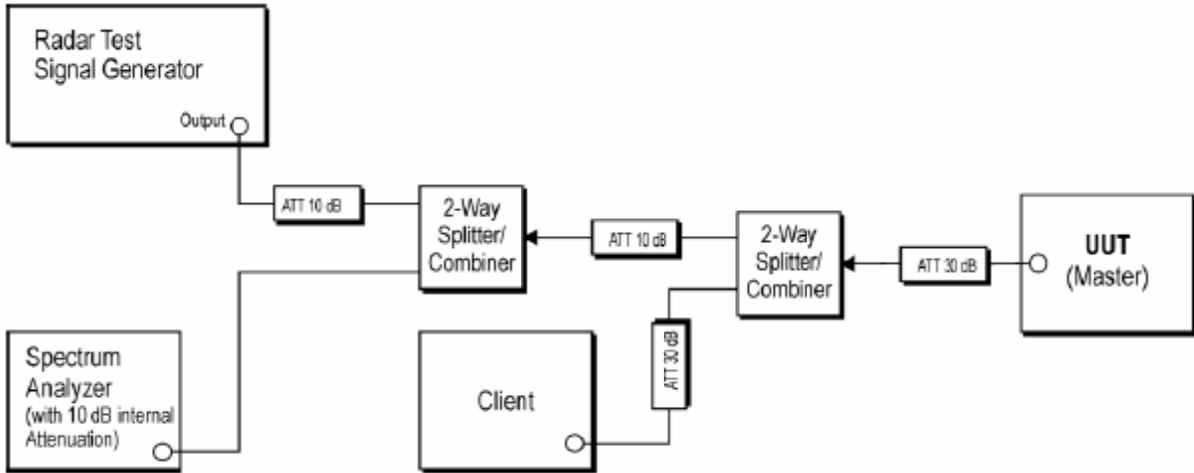 Radar Test
Signal Generator
Output
ATT 10 dB
2-Way
Splitter/
Combiner
ATT 10 dB
2-Way
Splitter/
Combiner
ATT 30 dB
UUT
(Master)
Spectrum
Analyzer
(with 10 dB internal
Attenuation)
Client
ATT 30 dB